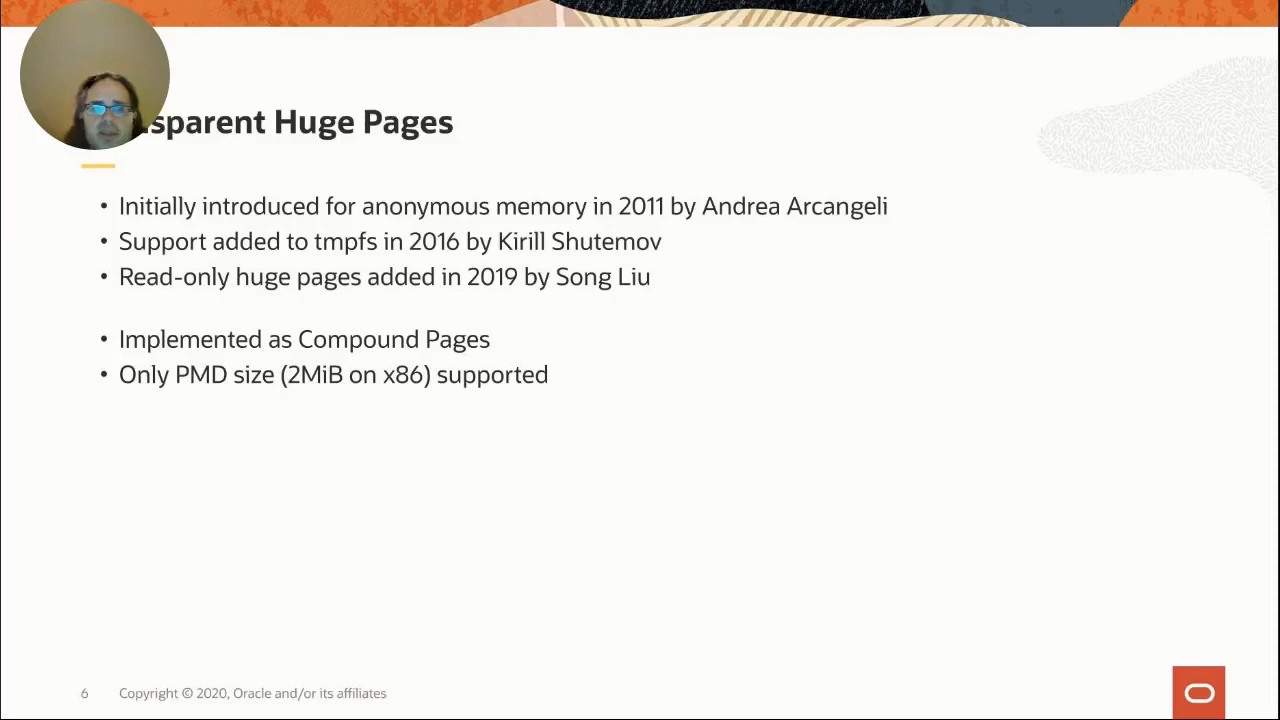 Huge Pages
• Initially introduced for anonymous memory in 2011 by Andrea Arcangeli
• Support added to tmpfs in 2016 by Kirill Shutemov
• Read-only huge pages added in 2019 by Song Liu
• Implemented as Compound Pages
• Only PMD size (2MiB on x86) supported
6 Copyright © 2020, Oracle and/or its affiliates